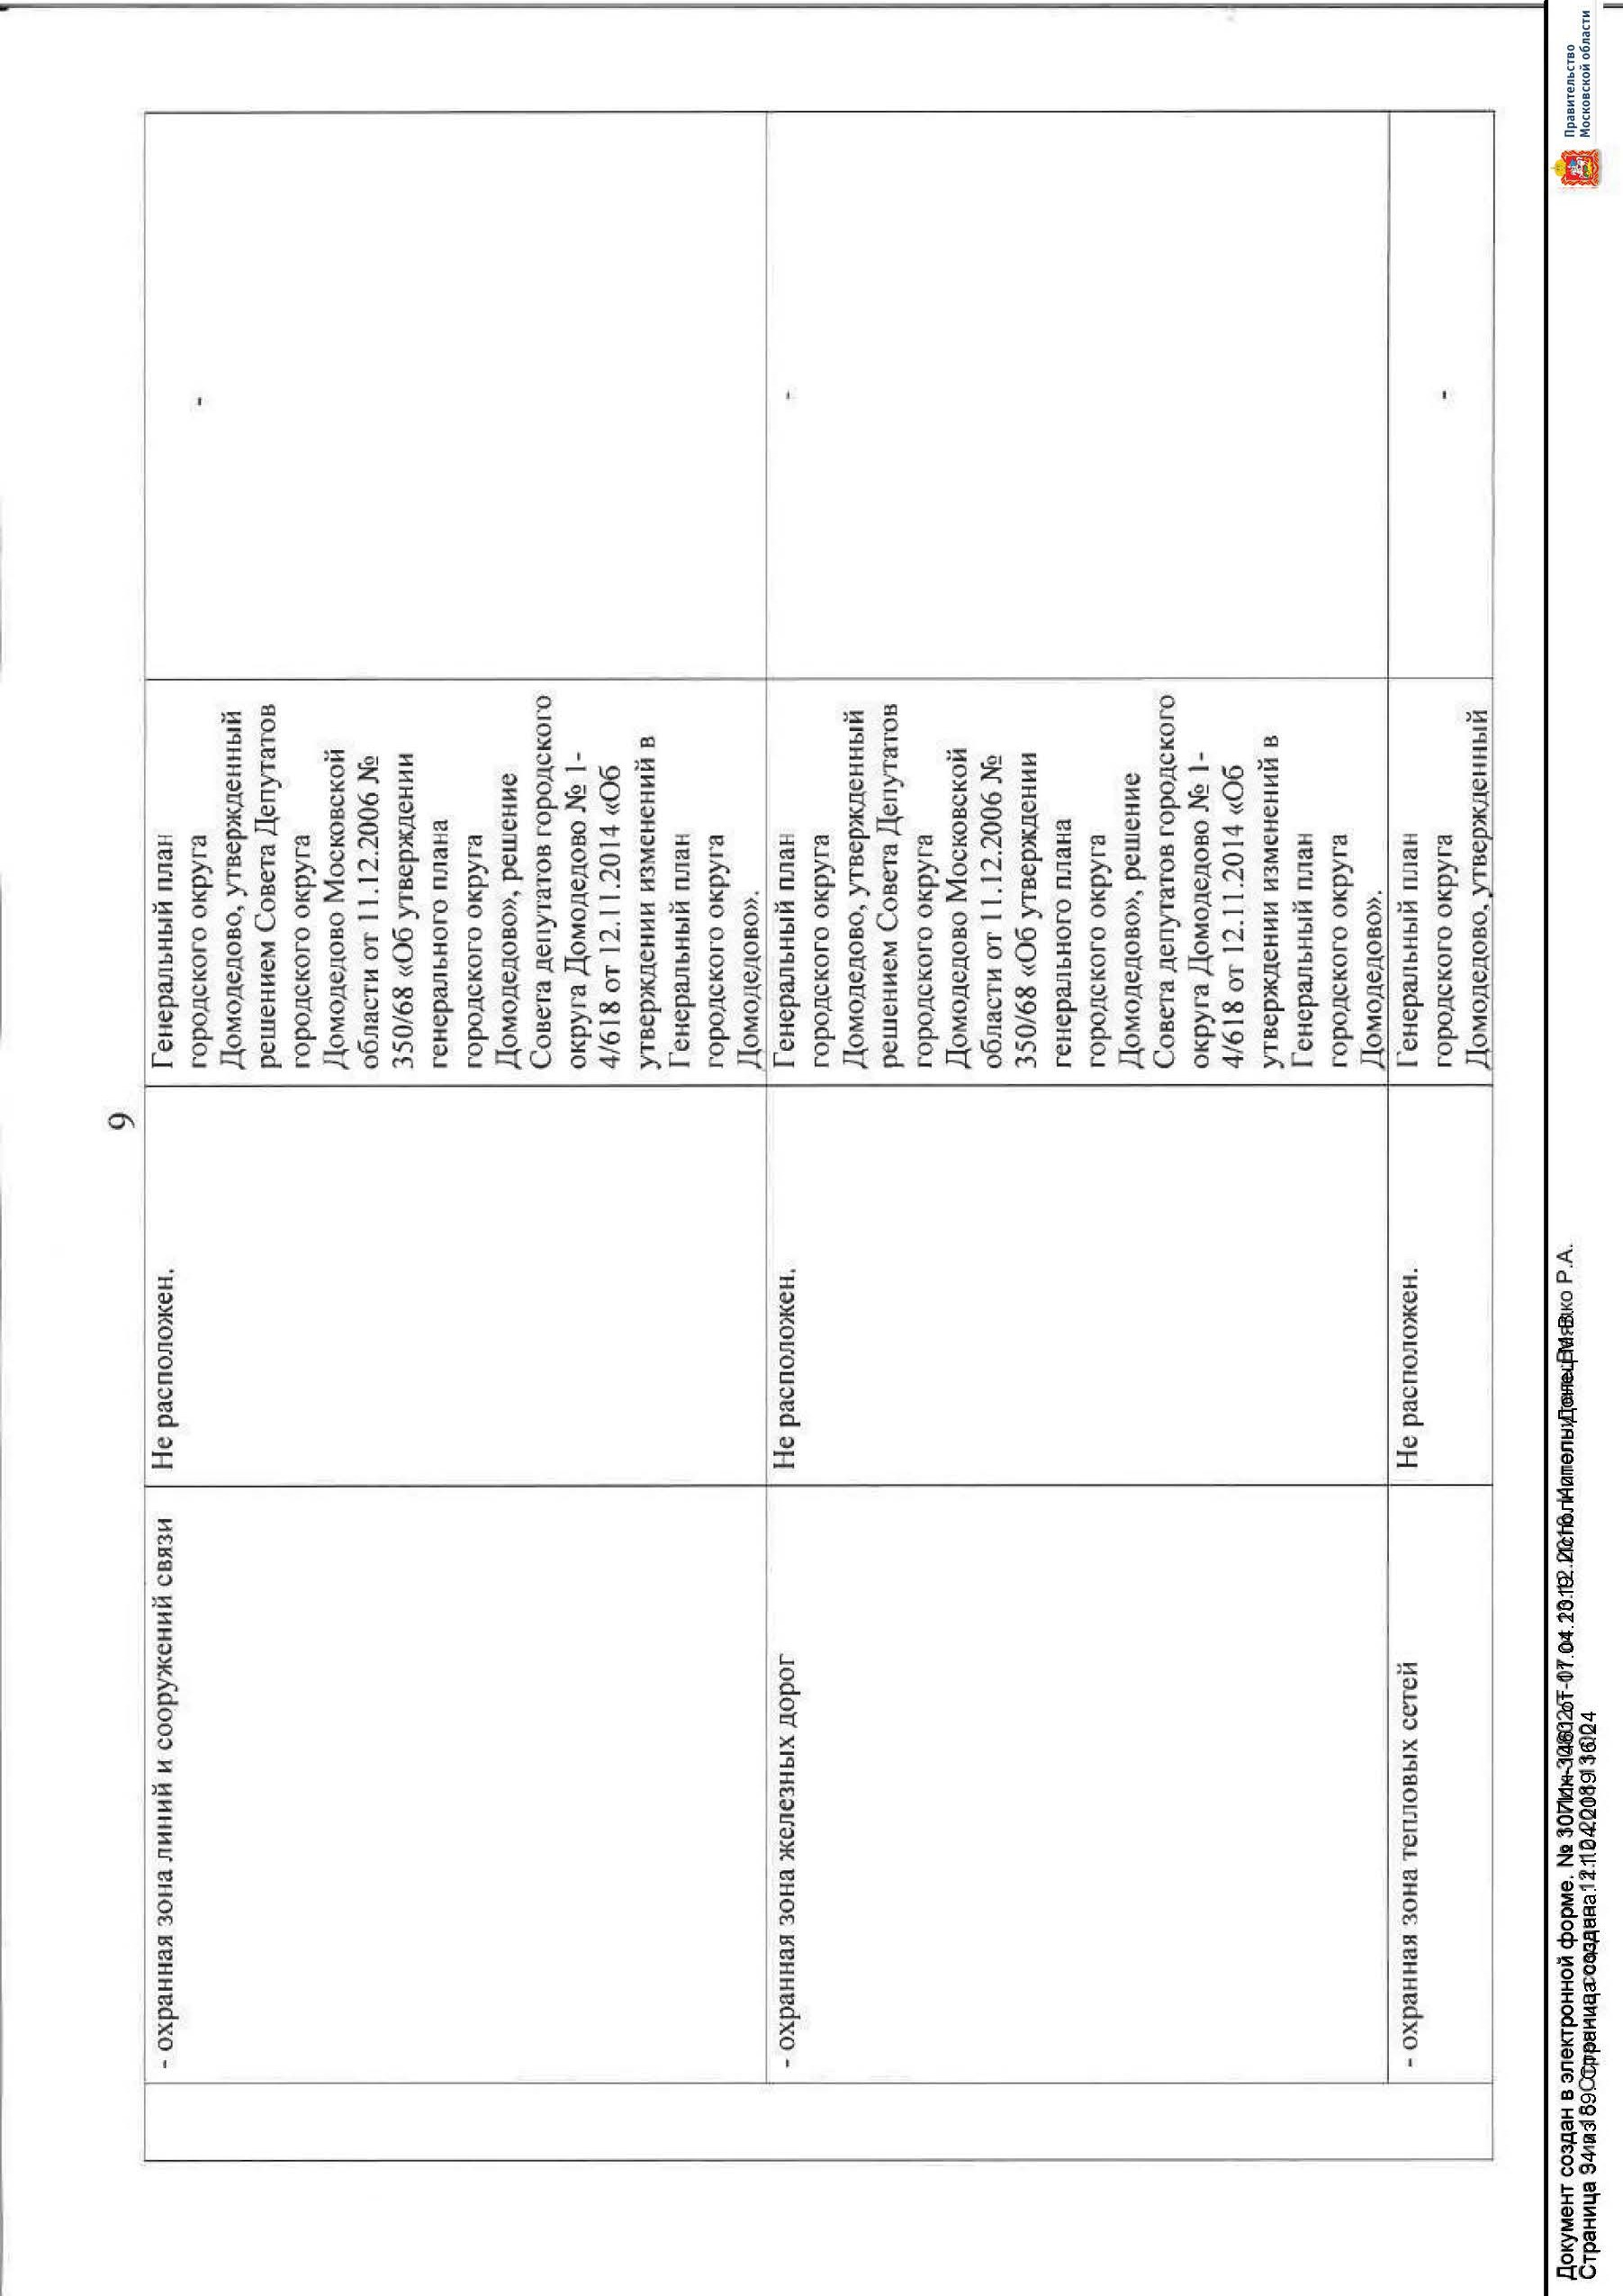 9
- охранная зона линий и сооружений связи
Не расположен.
Генеральный план
городского округа
Домодедово, утвержденный
решением Совета Депутатов
городского округа
Домодедово Московской
области от 11.12.2006 №
350/68 «Об утверждении
генерального плана
городского округа
Домодедово», решение
Совета депутатов городского
округа Домодедово № 1-
4/618 от 12.11.2014 «Об
утверждении изменений в
Генеральный план
городского округа
Домодедово».
-
- охранная зона железных дорог
Не расположен.
Генеральный план
городского округа
Домодедово, утвержденный
решением Совета Депутатов
городского округа
Домодедово Московской
области от 11.12.2006 №
350/68 «Об утверждении
генерального плана
городского округа
Домодедово», решение
Совета депутатов городского
округа Домодедово № 1-
4/618 от 12.11.2014 «Об
утверждении изменений в
Генеральный план
городского округа
Домодедово».
-
- охранная зона тепловых сетей
Не расположен.
Генеральный план
городского округа
Домодедово, утвержденный
-
Документ создан в электронной форме. №
Страница
Правительство
Московской области